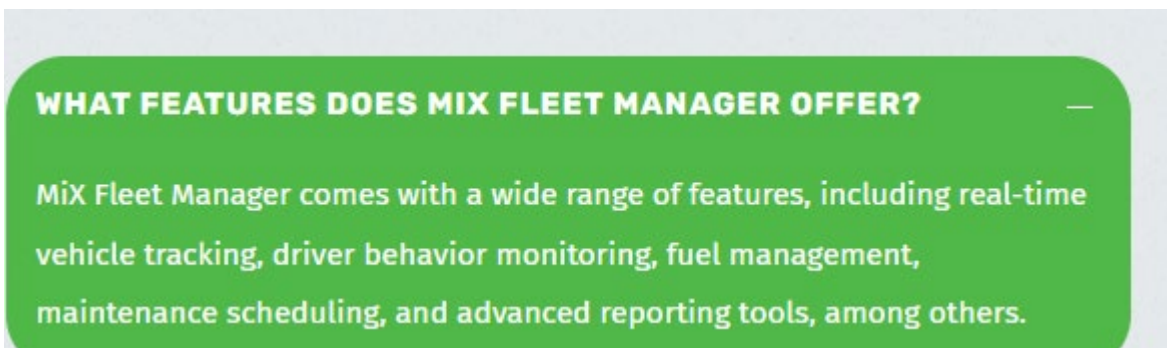 WHAT FEATURES DOES MIX FLEET MANAGER OFFER?
MiX Fleet Manager comes with a wide range of features, including real-time
vehicle tracking, driver behavior monitoring, fuel management,
maintenance scheduling, and advanced reporting tools, among others.